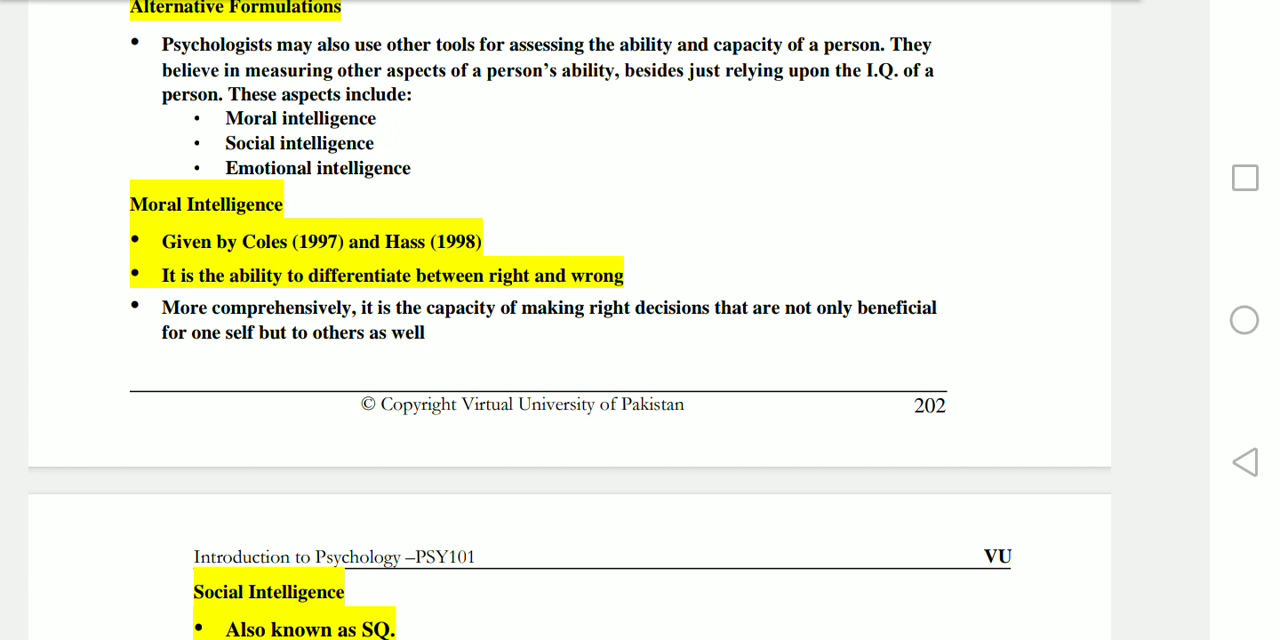 Alternative Formulations
• Psychologists may also use other tools for assessing the ability and capacity of a person. They
believe in measuring other aspects of a person's ability, besides just relying upon the I.Q. of a
person. These aspects include:
• Moral intelligence
• Social intelligence
• Emotional intelligence
Moral Intelligence
• Given by Coles (1997) and Hass (1998)
• It is the ability to differentiate between right and wrong
• More comprehensively, it is the capacity of making right decisions that are not only beneficial
for one self but to others as well
© Copyright Virtual University of Pakistan 202
Introduction to Psychology –PSY101 VU
Social Intelligence
• Also known as SQ.